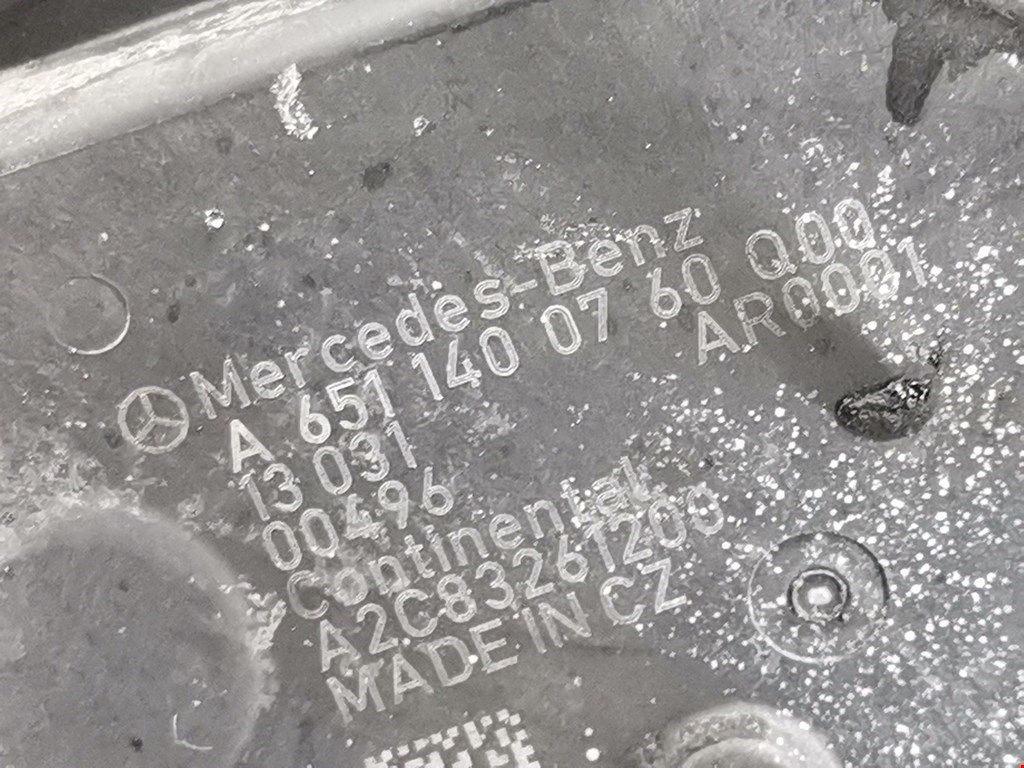 Mercedes-Benz
A 651 140 07 60 Q00
13 031 AR0001
00496
Continental
A2C83261200
MADE IN CZ